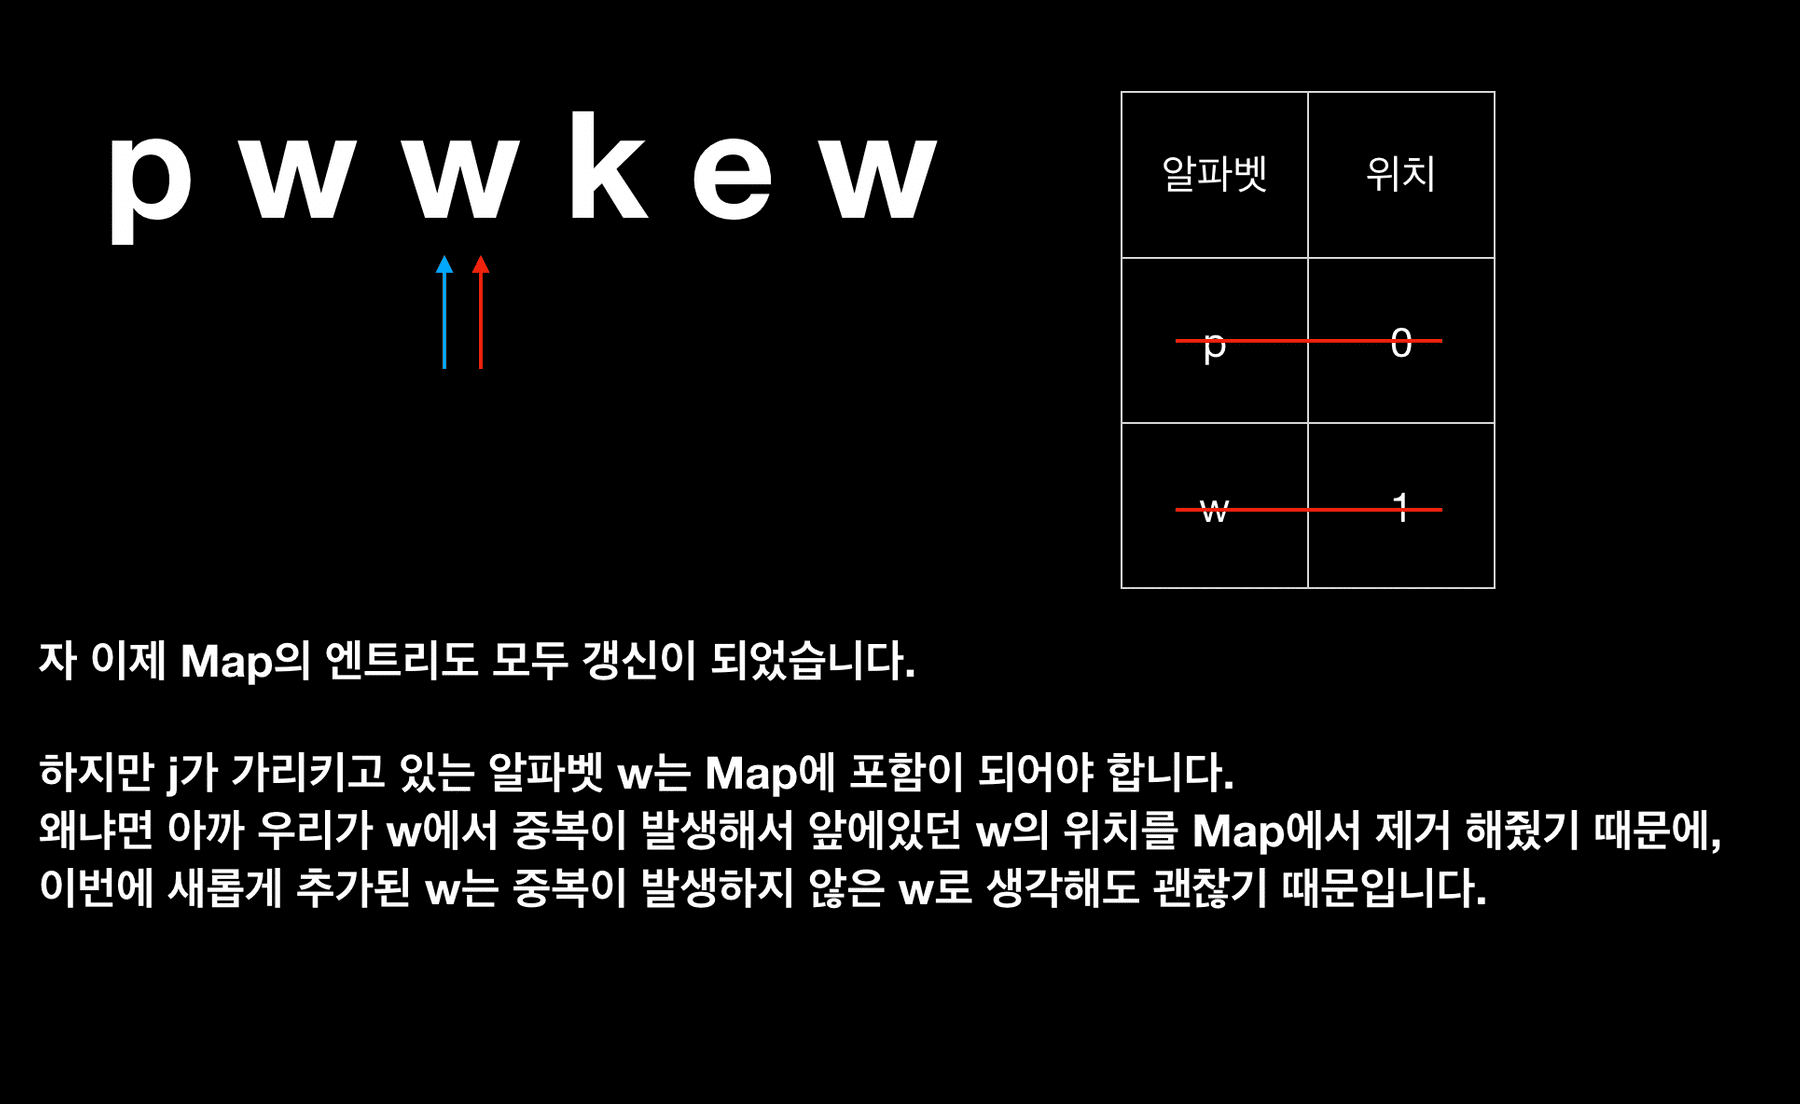 p w w k e w
알파벳 위치
p 0
w 1
자 이제 Map의 엔트리도 모두 갱신이 되었습니다.
하지만 j가 가리키고 있는 알파벳 w는 Map에 포함이 되어야 합니다.
왜냐면 아까 우리가 w에서 중복이 발생해서 앞에있던 w의 위치를 Map에서 제거 해줬기 때문에,
이번에 새롭게 추가된 w는 중복이 발생하지 않은 w로 생각해도 괜찮기 때문입니다.